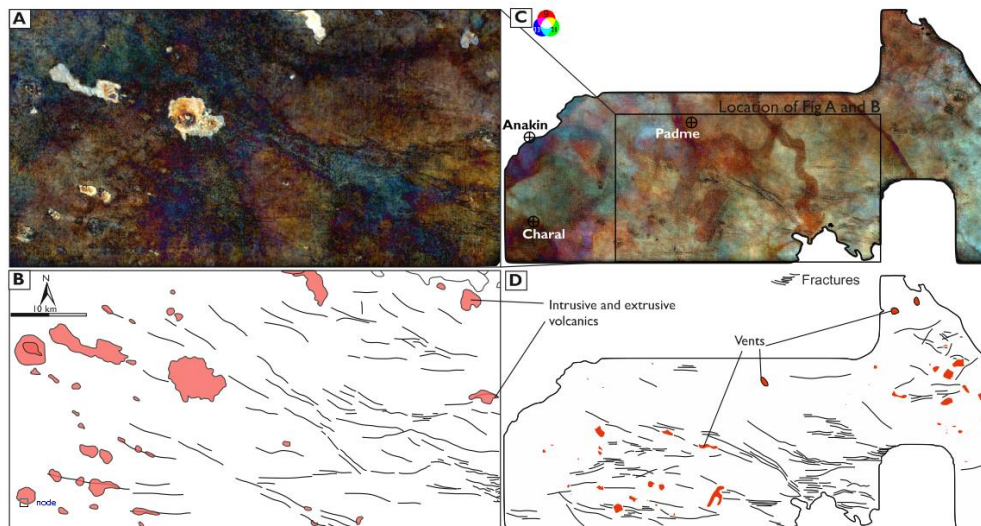 A
C
Location of Fig A and B
Anakin
Padme
Charal
B
N
10 km
Intrusive and extrusive
volcanics
node
D
Fractures
Vents